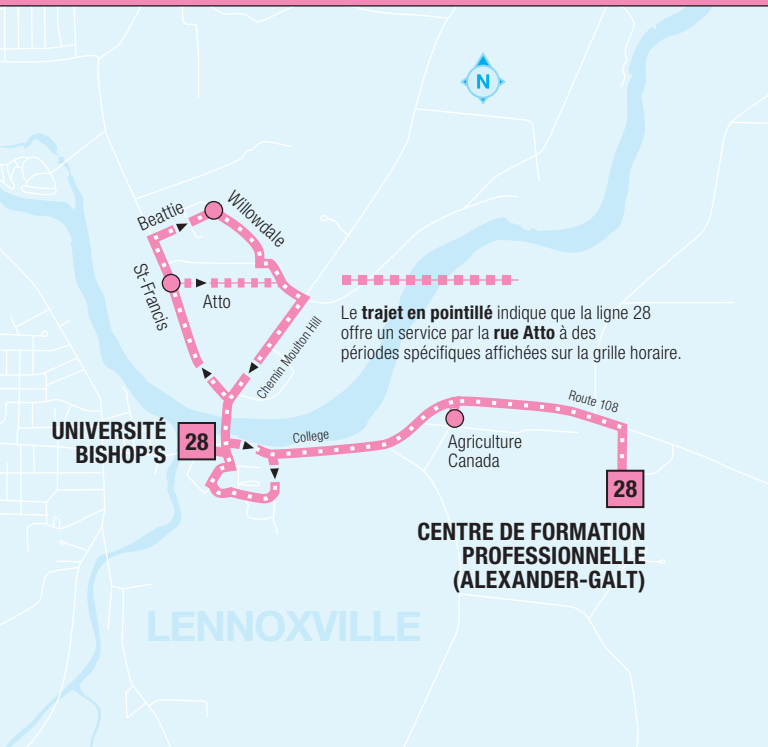 N
Beattie
Willowdale
St-Francis
Atto
Le trajet en pointillé indique que la ligne 28
offre un service par la rue Atto à des
périodes spécifiques affichées sur la grille horaire.
Chemin Moulton Hill
UNIVERSITÉ
BISHOP'S
28
College
Route 108
Agriculture
Canada
28
CENTRE DE FORMATION
PROFESSIONNELLE
(ALEXANDER-GALT)
LENNOXVILLE